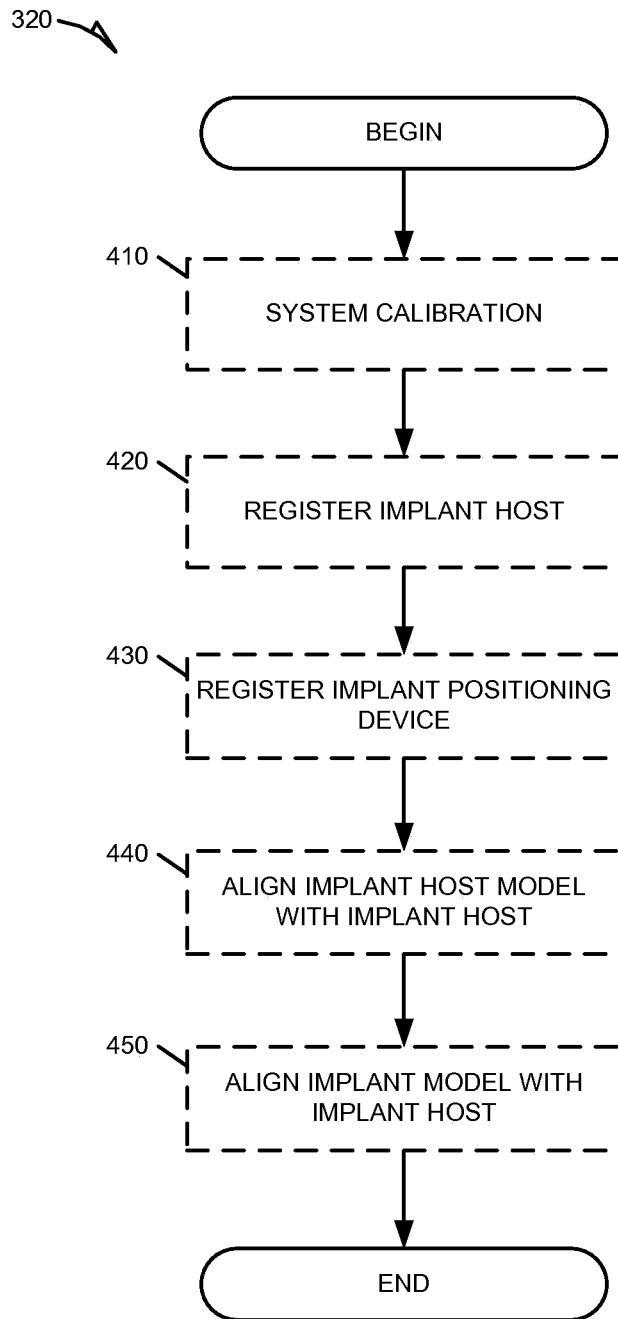 320
BEGIN
410
SYSTEM CALIBRATION
420
REGISTER IMPLANT HOST
430
REGISTER IMPLANT POSITIONING
DEVICE
440
ALIGN IMPLANT HOST MODEL
WITH IMPLANT HOST
450
ALIGN IMPLANT MODEL WITH
IMPLANT HOST
END